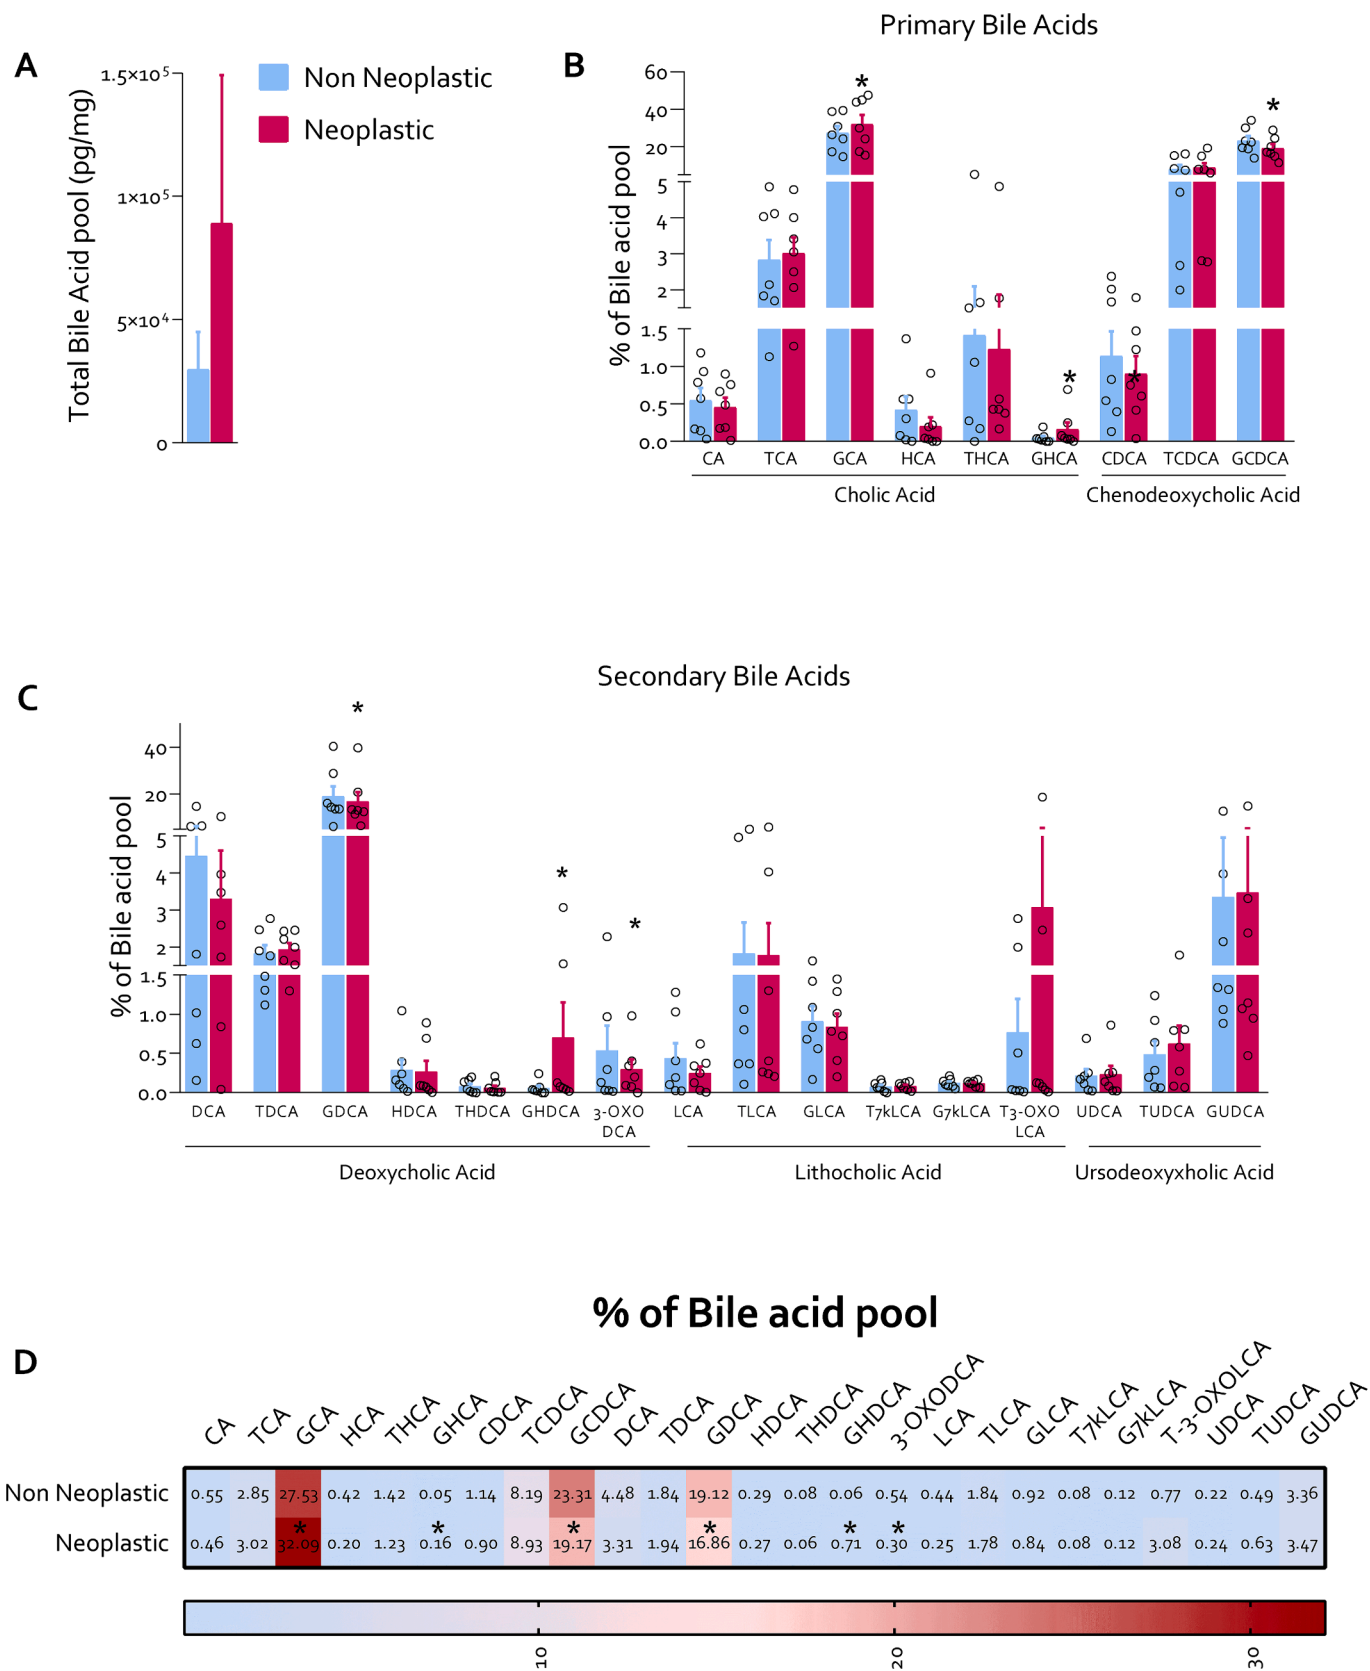 Primary Bile Acids
A
B
Total Bile Acid pool (pg/mg)
1.5×10⁵
1×10⁵
5×10⁴
0
Non Neoplastic
Neoplastic
% of Bile acid pool
60
40
20
5
4
3
2
1.5
1.0
0.5
0.0
*
*
*
*
CA TCA GCA HCA THCA GHCA CDCA TCDCA GCDCA
Cholic Acid Chenodeoxycholic Acid
Secondary Bile Acids
C
% of Bile acid pool
40
20
5
4
3
2
1.5
1.0
0.5
0.0
*
*
*
DCA TDCA GDCA HDCA THDCA GHDCA 3-OXO DCA LCA TLCA GLCA T7kLCA G7kLCA T3-OXO LCA UDCA TUDCA GUDCA
Deoxycholic Acid Lithocholic Acid Ursodeoxyxholic Acid
% of Bile acid pool
D
CA TCA GCA HCA THCA GHCA CDCA TCDCA GCDCA DCA TDCA GDCA HDCA THDCA GHDCA 3-OXODCA LCA TLCA GLCA T7kLCA G7kLCA T-3-OXOLCA UDCA TUDCA GUDCA
Non Neoplastic 0.55 2.85 27.53 0.42 1.42 0.05 1.14 8.19 23.31 4.48 1.84 19.12 0.29 0.08 0.06 0.54 0.44 1.84 0.92 0.08 0.12 0.77 0.22 0.49 3.36
* * * * * *
Neoplastic 0.46 3.02 32.09 0.20 1.23 0.16 0.90 8.93 19.17 3.31 1.94 16.86 0.27 0.06 0.71 0.30 0.25 1.78 0.84 0.08 0.12 3.08 0.24 0.63 3.47
10 20 30